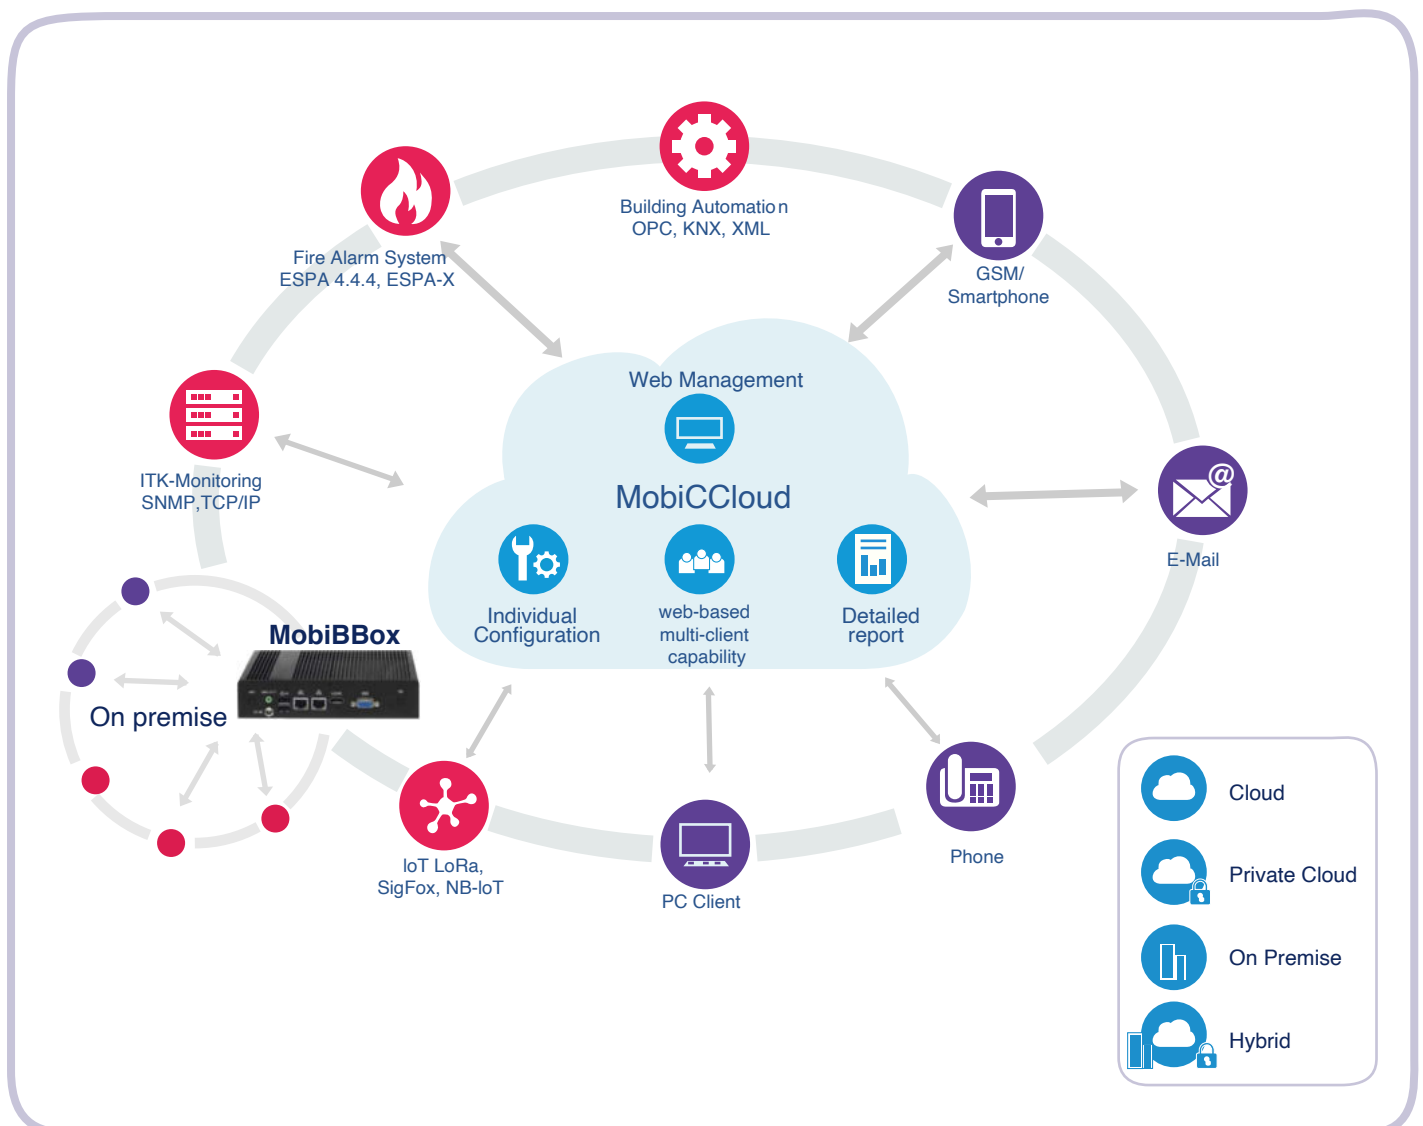 Building Automation
OPC, KNX, XML
Fire Alarm System
ESPA 4.4.4, ESPA-X
GSM/
Smartphone
Web Management
ITK-Monitoring
SNMP,TCP/IP
MobiCCloud
@
E-Mail
Individual
Configuration
web-based
multi-client
capability
Detailed
report
MobiBBox
On premise
IoT LoRa,
SigFox, NB-IoT
PC Client
Phone
Cloud
Private Cloud
On Premise
Hybrid